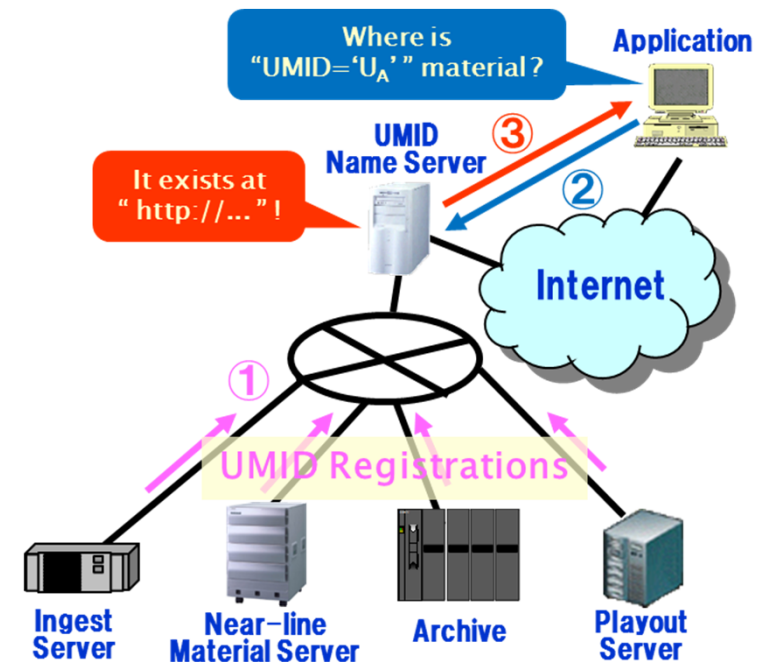 Where is
“UMID=‘U_A’” material?
Application
③
UMID
Name Server
It exists at
“ http://... ” !
②
Internet
①
UMID Registrations
Ingest
Server
Near-line
Material Server
Archive
Playout
Server